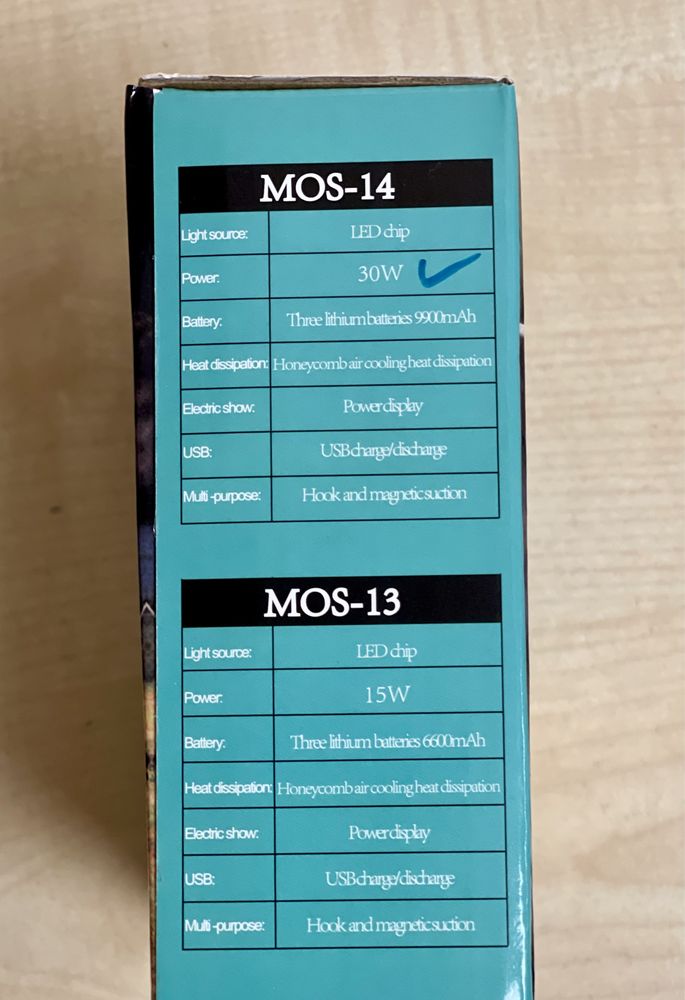 MOS-14
Light source: LED chip
Power: 30W
Battery: Three lithium batteries 9900mAh
Heat dissipation: Honeycomb air cooling heat dissipation
Electric show: Power display
USB: USB charge/discharge
Multi -purpose: Hook and magnetic suction
MOS-13
Light source: LED chip
Power: 15W
Battery: Three lithium batteries 6600mAh
Heat dissipation: Honeycomb air cooling heat dissipation
Electric show: Power display
USB: USB charge/discharge
Multi -purpose: Hook and magnetic suction